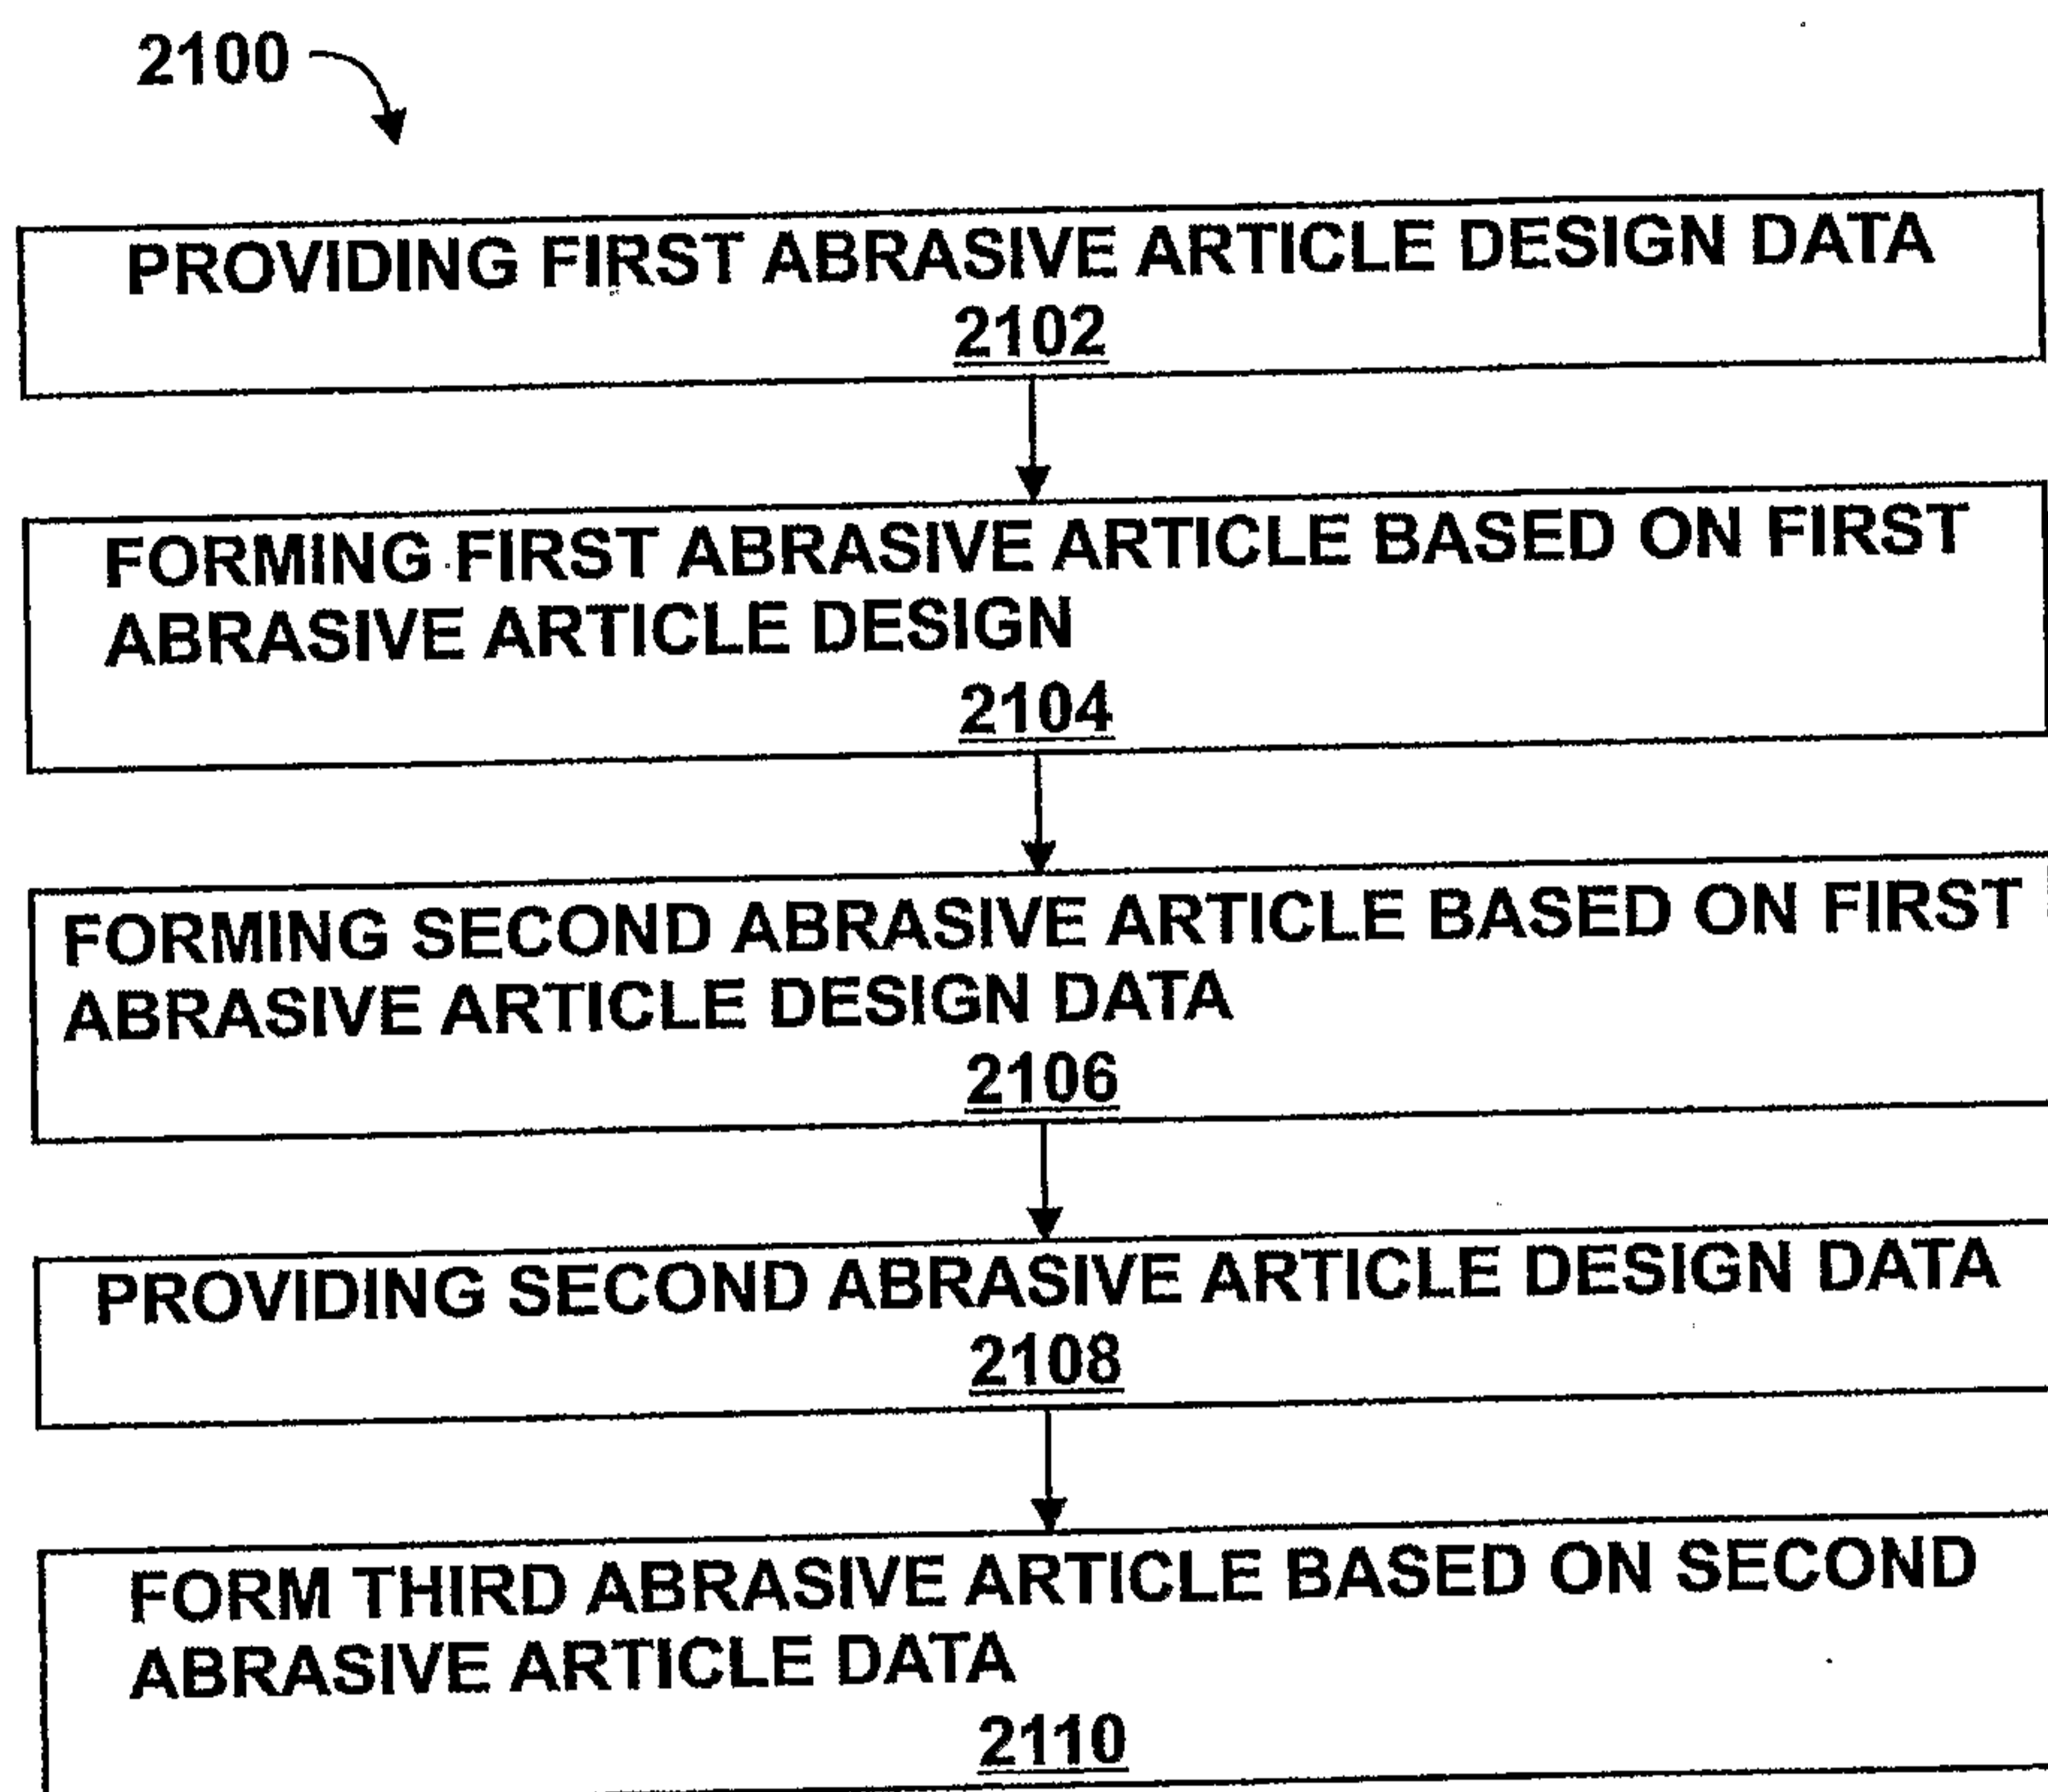 2100
PROVIDING FIRST ABRASIVE ARTICLE DESIGN DATA
2102
FORMING FIRST ABRASIVE ARTICLE BASED ON FIRST
ABRASIVE ARTICLE DESIGN
2104
FORMING SECOND ABRASIVE ARTICLE BASED ON FIRST
ABRASIVE ARTICLE DESIGN DATA
2106
PROVIDING SECOND ABRASIVE ARTICLE DESIGN DATA
2108
FORM THIRD ABRASIVE ARTICLE BASED ON SECOND
ABRASIVE ARTICLE DATA
2110